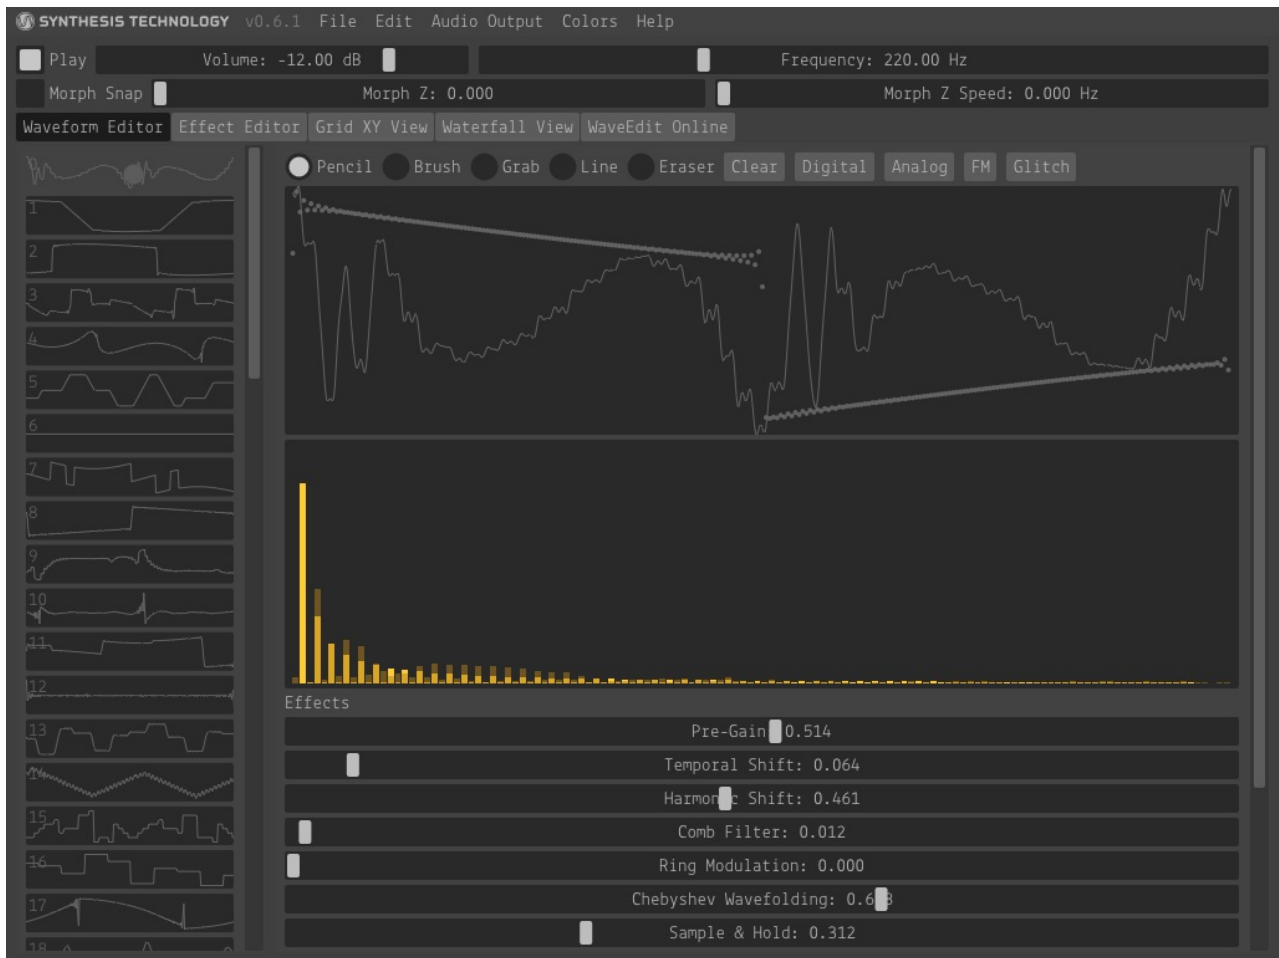 SYNTHESIS TECHNOLOGY v0.6.1 File Edit Audio Output Colors Help
Play Volume: -12.00 dB Frequency: 220.00 Hz
Morph Snap Morph Z: 0.000 Morph Z Speed: 0.000 Hz
Waveform Editor Effect Editor Grid XY View Waterfall View WaveEdit Online
Pencil Brush Grab Line Eraser Clear Digital Analog FM Glitch
1
2
3
4
5
6
7
8
9
10
11
12
13
14
15
16
17
18
Effects
Pre-Gain 0.514
Temporal Shift: 0.064
Shift: 0.461
Comb Filter: 0.012
Ring Modulation: 0.000
Chebyshev Wavefolding:
Sample & Hold: 0.312